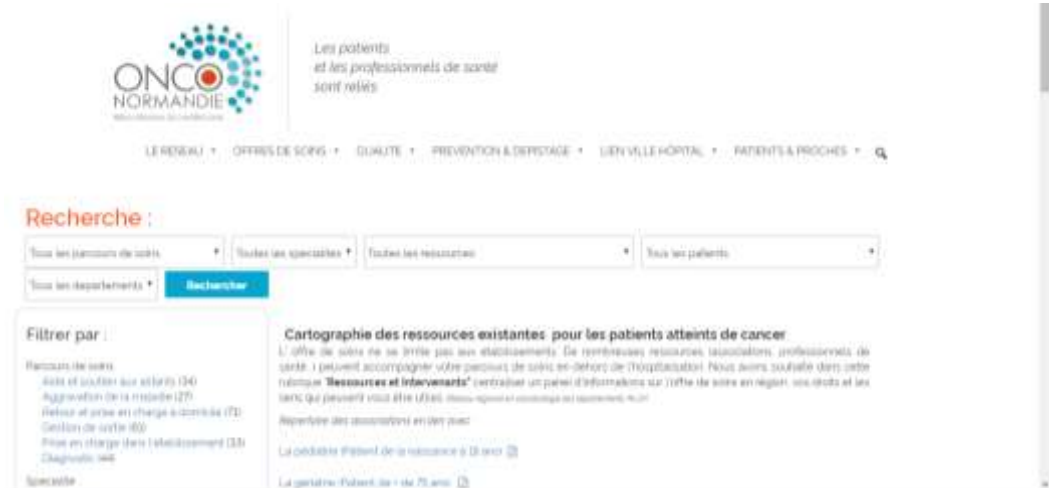 ONCO
NORMANDIE
Les patients
et les professionnels de santé
sont reliés
LE RESEAU OFFRES DE SOINS QUALITE PREVENTION & DEPISTAGE LIEN VILLE HÔPITAL PATIENTS & PROCHES
Recherche :
Tous les parcours de soins Toutes les spécialités Toutes les ressources Tous les patients
Tous les départements Rechercher
Filtrer par :
Parcours de soins
Aide et soutien aux aidants (34)
Aggravation de la maladie (27)
Retour et prise en charge à domicile (71)
Gestion de sortie
Prise en charge dans l'établissement (33)
Diagnostic
Spécialité
Cartographie des ressources existantes pour les patients atteints de cancer
L' offre de soins ne se limite pas aux établissements. De nombreuses ressources (associations, professionnels de
santé ) peuvent accompagner votre parcours de soins en dehors de l'hospitalisation. Nous avons souhaité dans cette
rubrique "Ressources et Intervenants" centraliser un panel d'informations sur l'offre de soins en région, vos droits et les
liens qui peuvent vous être utiles.
Répertoire des associations en lien avec
La pédiatrie (Patient de la naissance à 18 ans)
La gériatrie (Patient de + de 75 ans)